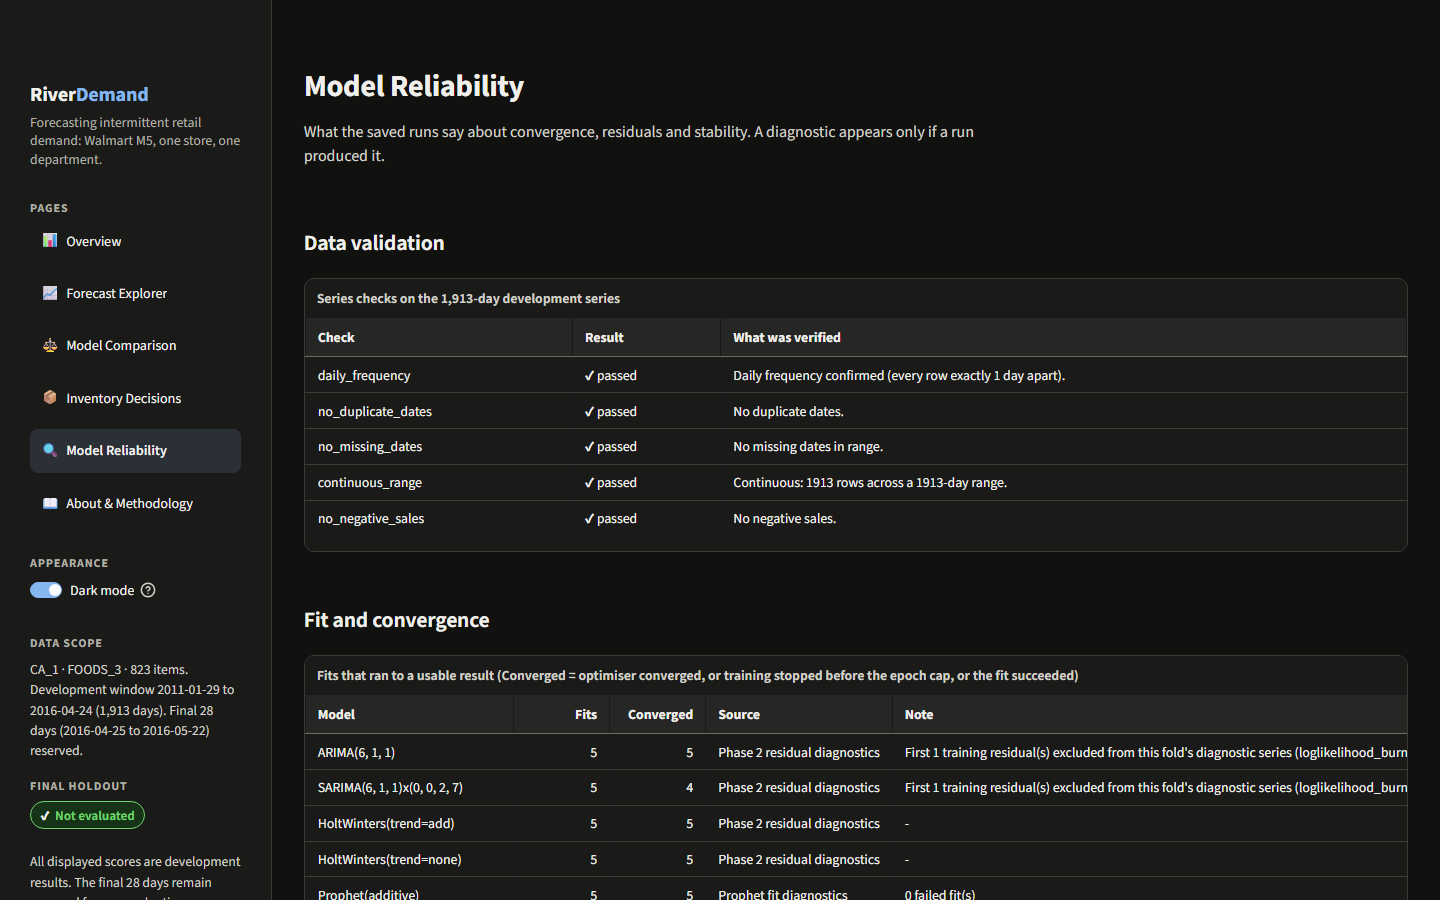 RiverDemand
Forecasting intermittent retail
demand: Walmart M5, one store, one
department.
PAGES
Overview
Forecast Explorer
Model Comparison
Inventory Decisions
Model Reliability
About & Methodology
APPEARANCE
Dark mode
DATA SCOPE
CA_1 · FOODS_3 · 823 items.
Development window 2011-01-29 to
2016-04-24 (1,913 days). Final 28
days (2016-04-25 to 2016-05-22)
reserved.
FINAL HOLDOUT
✓ Not evaluated
All displayed scores are development
results. The final 28 days remain
Model Reliability
What the saved runs say about convergence, residuals and stability. A diagnostic appears only if a run
produced it.
Data validation
Series checks on the 1,913-day development series
Check Result What was verified
daily_frequency ✓ passed Daily frequency confirmed (every row exactly 1 day apart).
no_duplicate_dates ✓ passed No duplicate dates.
no_missing_dates ✓ passed No missing dates in range.
continuous_range ✓ passed Continuous: 1913 rows across a 1913-day range.
no_negative_sales ✓ passed No negative sales.
Fit and convergence
Fits that ran to a usable result (Converged = optimiser converged, or training stopped before the epoch cap, or the fit succeeded)
Model Fits Converged Source Note
ARIMA(6, 1, 1) 5 5 Phase 2 residual diagnostics First 1 training residual(s) excluded from this fold's diagnostic series (loglikelihood_burn
SARIMA(6, 1, 1)x(0, 0, 2, 7) 5 4 Phase 2 residual diagnostics First 1 training residual(s) excluded from this fold's diagnostic series (loglikelihood_burn
HoltWinters(trend=add) 5 5 Phase 2 residual diagnostics -
HoltWinters(trend=none) 5 5 Phase 2 residual diagnostics -
Prophet(additive) 5 5 Prophet fit diagnostics 0 failed fit(s)